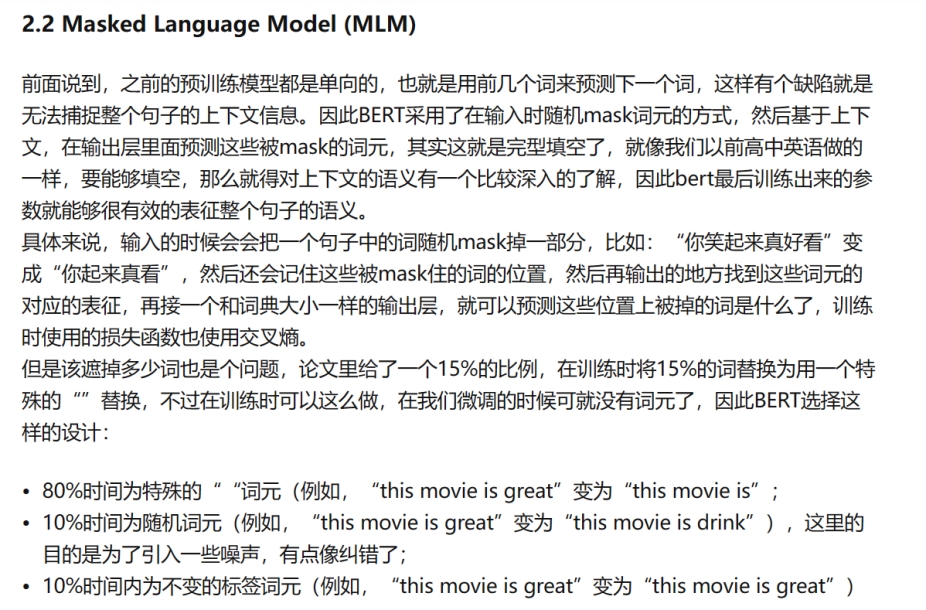 2.2 Masked Language Model (MLM)
前面说到，之前的预训练模型都是单向的，也就是用前几个词来预测下一个词，这样有个缺陷就是
无法捕捉整个句子的上下文信息。因此BERT采用了在输入时随机mask词元的方式，然后基于上下
文，在输出层里面预测这些被mask的词元，其实这就是完型填空了，就像我们以前高中英语做的
一样，要能够填空，那么就得对上下文的语义有一个比较深入的了解，因此bert最后训练出来的参
数就能够很有效的表征整个句子的语义。
具体来说，输入的时候会会把一个句子中的词随机mask掉一部分，比如：“你笑起来真好看”变
成“你起来真看”，然后还会记住这些被mask住的词的位置，然后再输出的地方找到这些词元的
对应的表征，再接一个和词典大小一样的输出层，就可以预测这些位置上被掉的词是什么了，训练
时使用的损失函数也使用交叉熵。
但是该遮掉多少词也是个问题，论文里给了一个15%的比例，在训练时将15%的词替换为用一个特
殊的“”替换，不过在训练时可以这么做，在我们微调的时候可就没有词元了，因此BERT选择这
样的设计：
• 80%时间为特殊的“ “词元（例如，“this movie is great”变为“this movie is”；
• 10%时间为随机词元（例如，“this movie is great”变为“this movie is drink”），这里的
目的是为了引入一些噪声，有点像纠错了；
• 10%时间内为不变的标签词元（例如，“this movie is great”变为“this movie is great”）